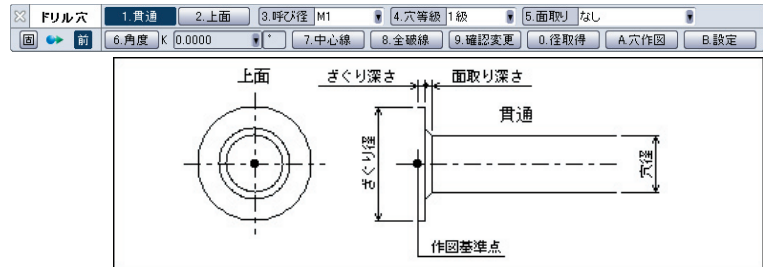 ドリル穴 1.貫通 2.上面 3.呼び径 M1 4.穴等級 1級 5.面取り なし
固 前 6.角度 K 0.0000 ° 7.中心線 8.全破線 9.確認変更 0.径取得 A.穴作図 B.設定
上面 ざぐり深さ 面取り深さ
貫通
ざぐり径
穴径
作図基準点